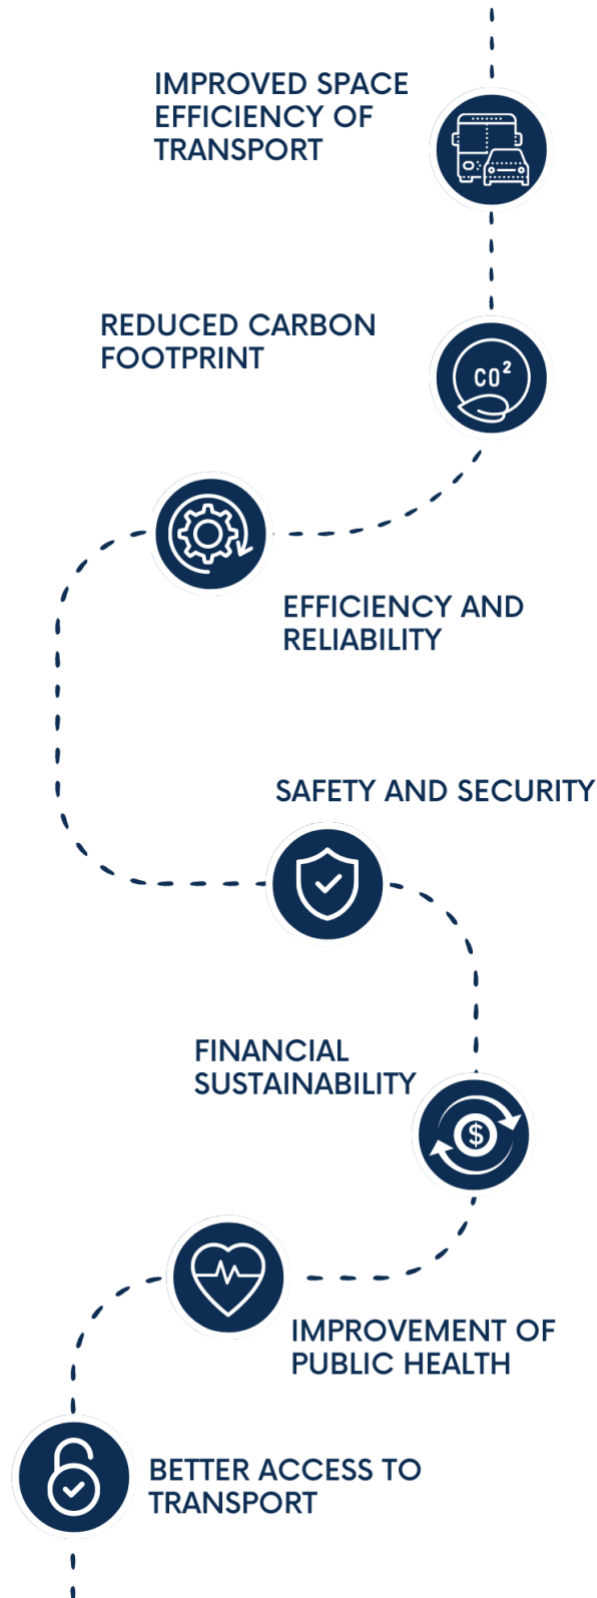 IMPROVED SPACE
EFFICIENCY OF
TRANSPORT
REDUCED CARBON
FOOTPRINT
CO²
EFFICIENCY AND
RELIABILITY
SAFETY AND SECURITY
FINANCIAL
SUSTAINABILITY
$
IMPROVEMENT OF
PUBLIC HEALTH
BETTER ACCESS TO
TRANSPORT